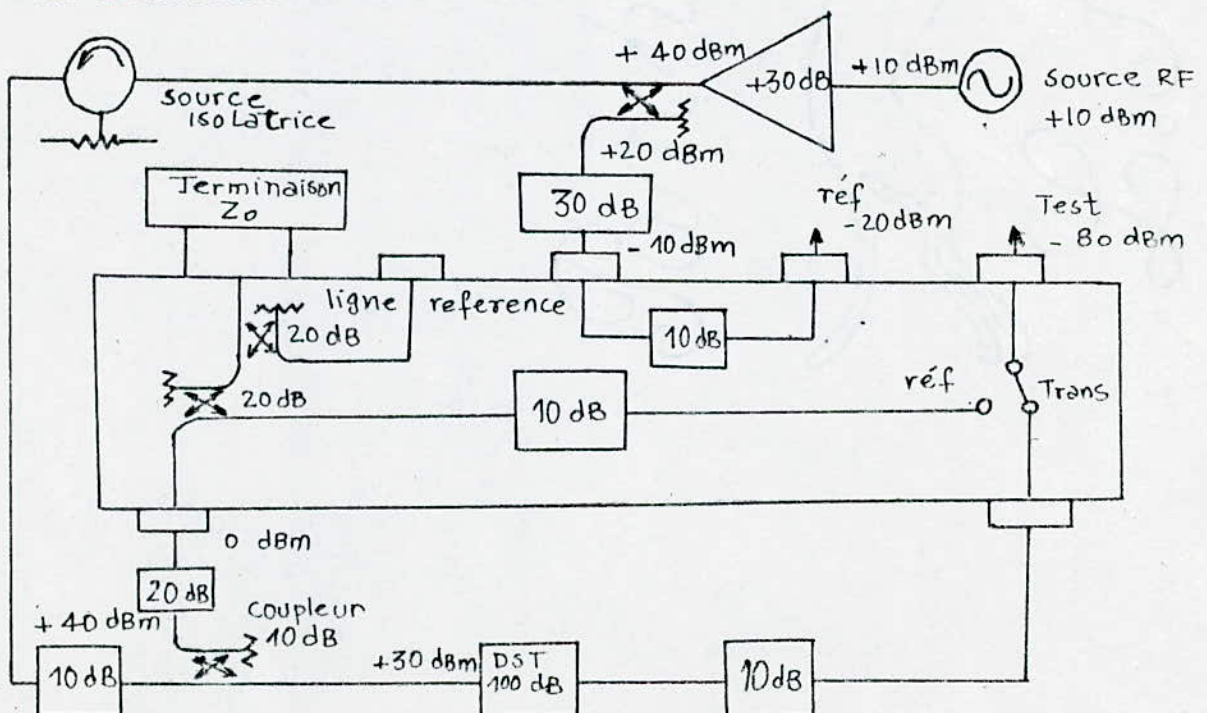 + 40 dBm
+30dB
+10 dBm
source RF
+10 dBm
source
isolatrice
+20 dBm
Terminaison
Zo
30 dB
réf
-20dBm
Test
- 80 dBm
- 10 dBm
ligne reference
20 dB
10 dB
20 dB
réf
Trans
10 dB
0 dBm
20 dB
coupleur
10 dB
+ 40 dBm
10 dB
+30 dBm
DST
100 dB
10 dB